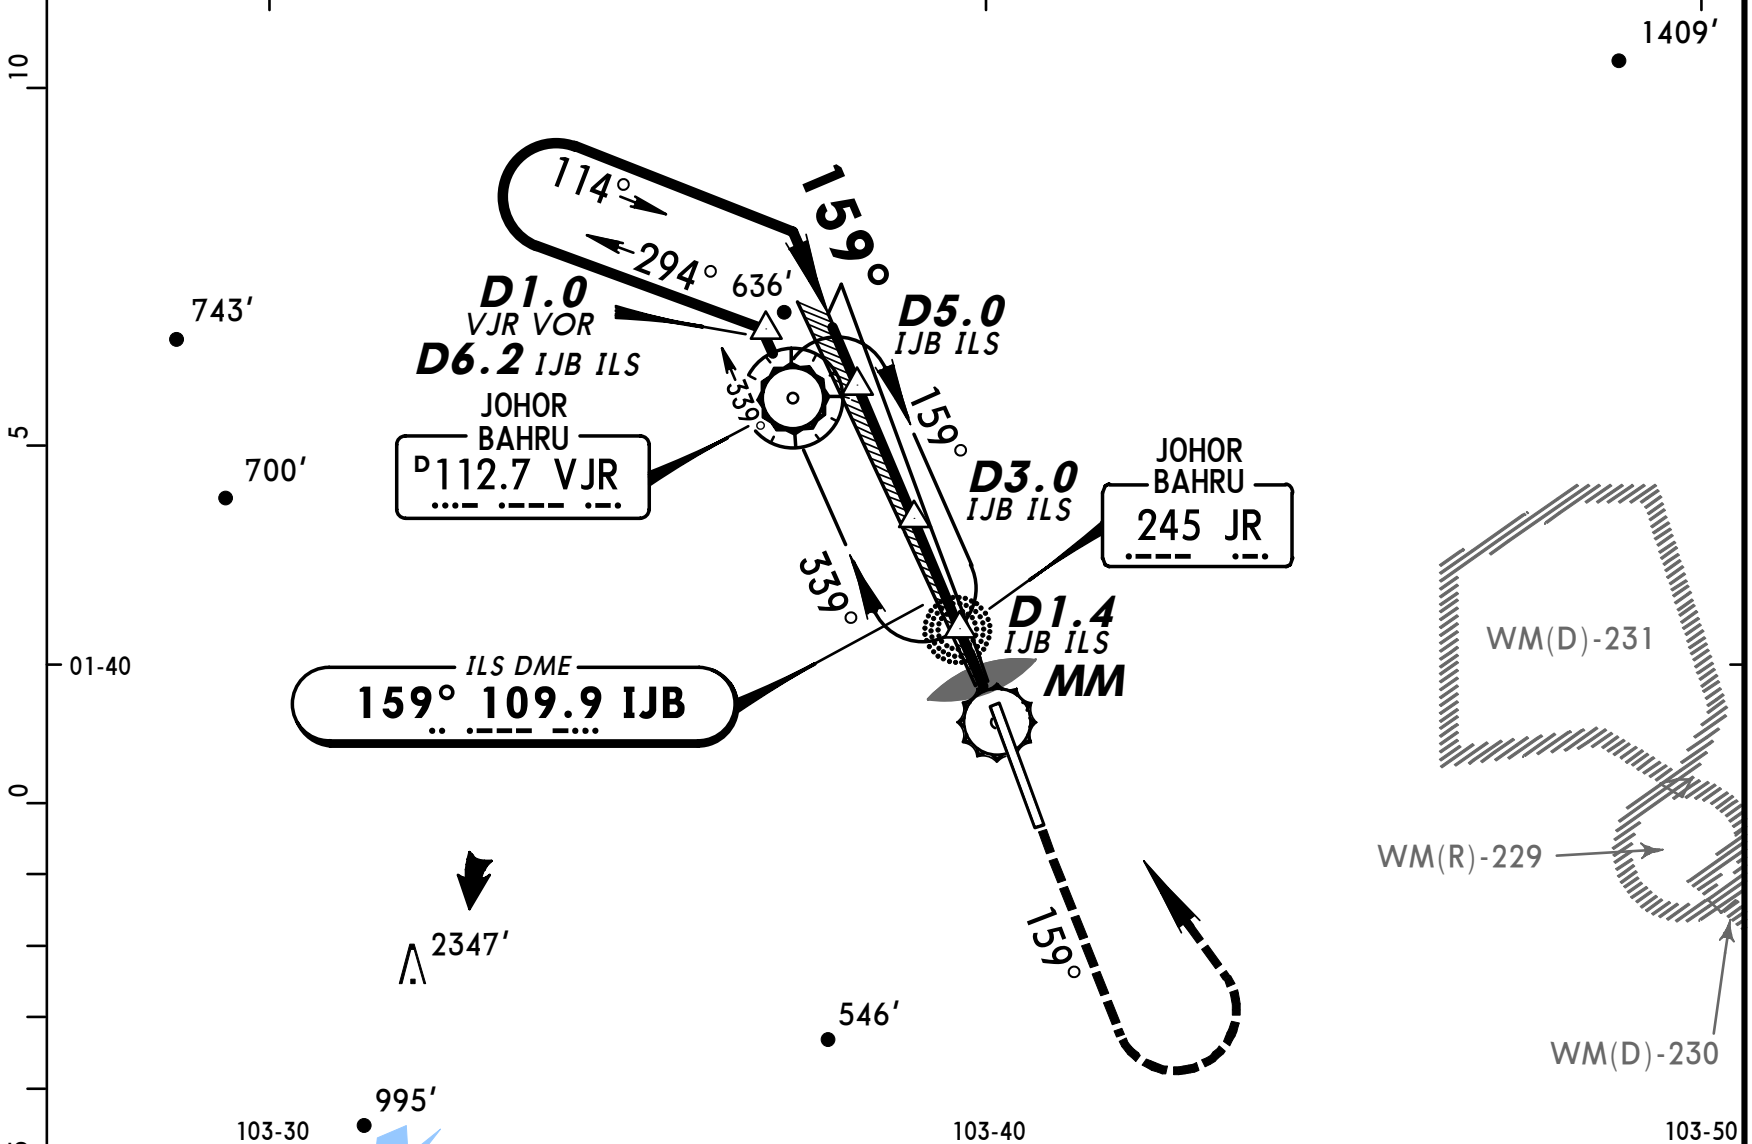 1409'
10
114°
159°
294°
636'
D1.0
VJR VOR
D6.2 IJB ILS
743'
D5.0
IJB ILS
339°
159°
JOHOR
BAHRU
D112.7 VJR
5
700'
D3.0
IJB ILS
JOHOR
BAHRU
245 JR
339°
D1.4
IJB ILS
WM(D)-231
01-40
ILS DME
159° 109.9 IJB
MM
0
WM(R)-229
159°
2347'
546'
WM(D)-230
995'
103-30
103-40
103-50